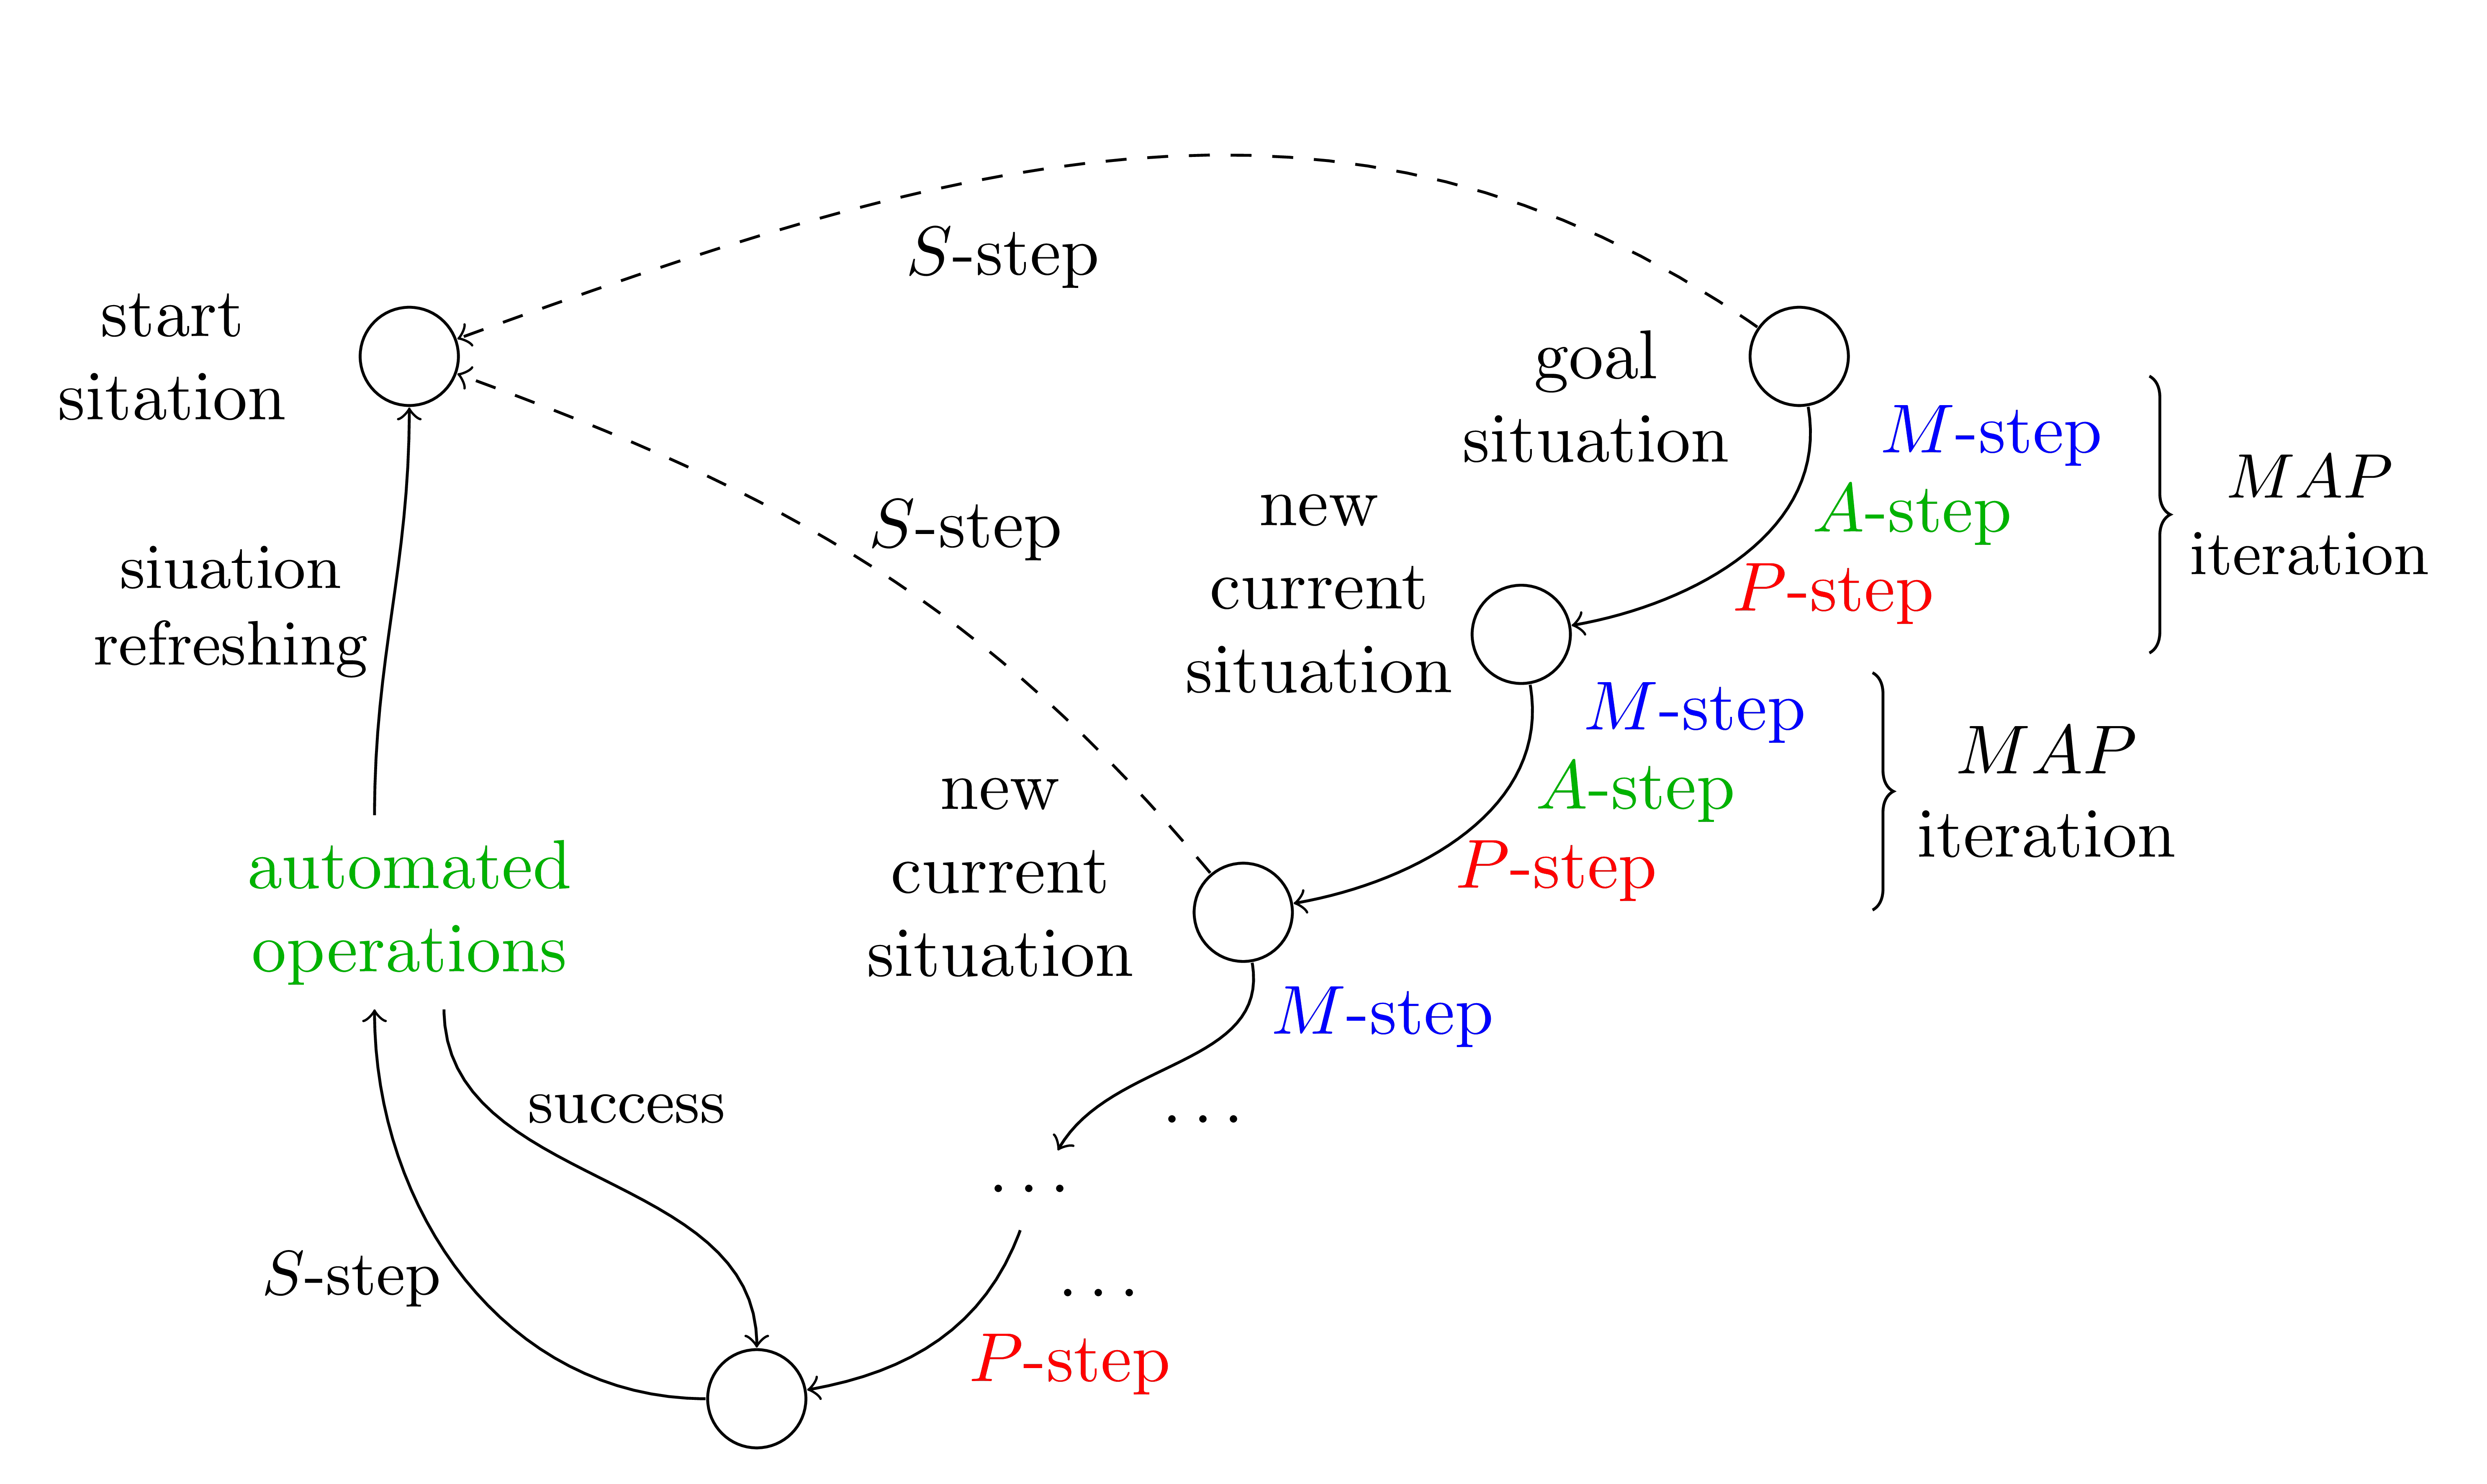 S-step
start
sitation
goal
situation
M-step
A-step
P-step
MAP
iteration
new
current
situation
S-step
siuation
refreshing
M-step
A-step
P-step
MAP
iteration
new
current
situation
automated
operations
M-step
...
success
...
S-step
...
P-step